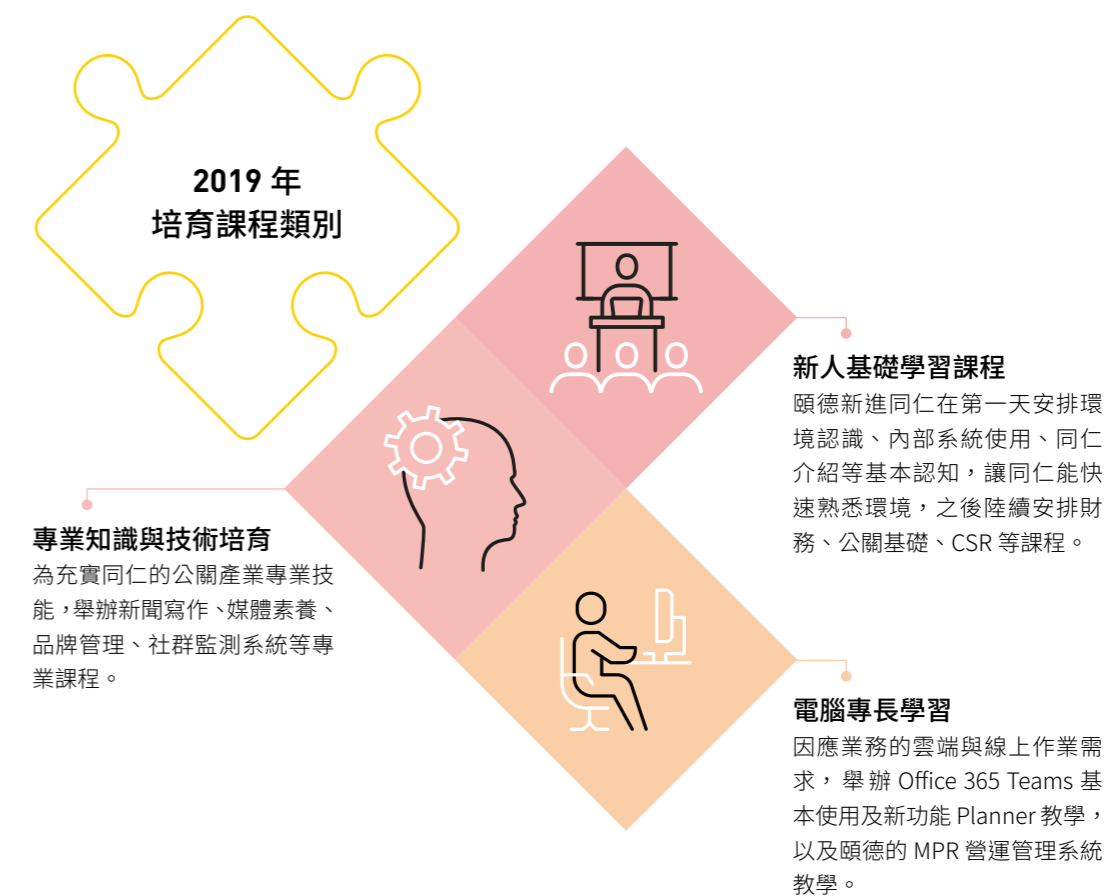 2019 年
培育課程類別
新人基礎學習課程
頤德新進同仁在第一天安排環
境認識、內部系統使用、同仁
介紹等基本認知，讓同仁能快
速熟悉環境，之後陸續安排財
務、公關基礎、CSR 等課程。
專業知識與技術培育
為充實同仁的公關產業專業技
能，舉辦新聞寫作、媒體素養、
品牌管理、社群監測系統等專
業課程。
電腦專長學習
因應業務的雲端與線上作業需
求，舉辦 Office 365 Teams 基
本使用及新功能 Planner 教學，
以及頤德的 MPR 營運管理系統
教學。